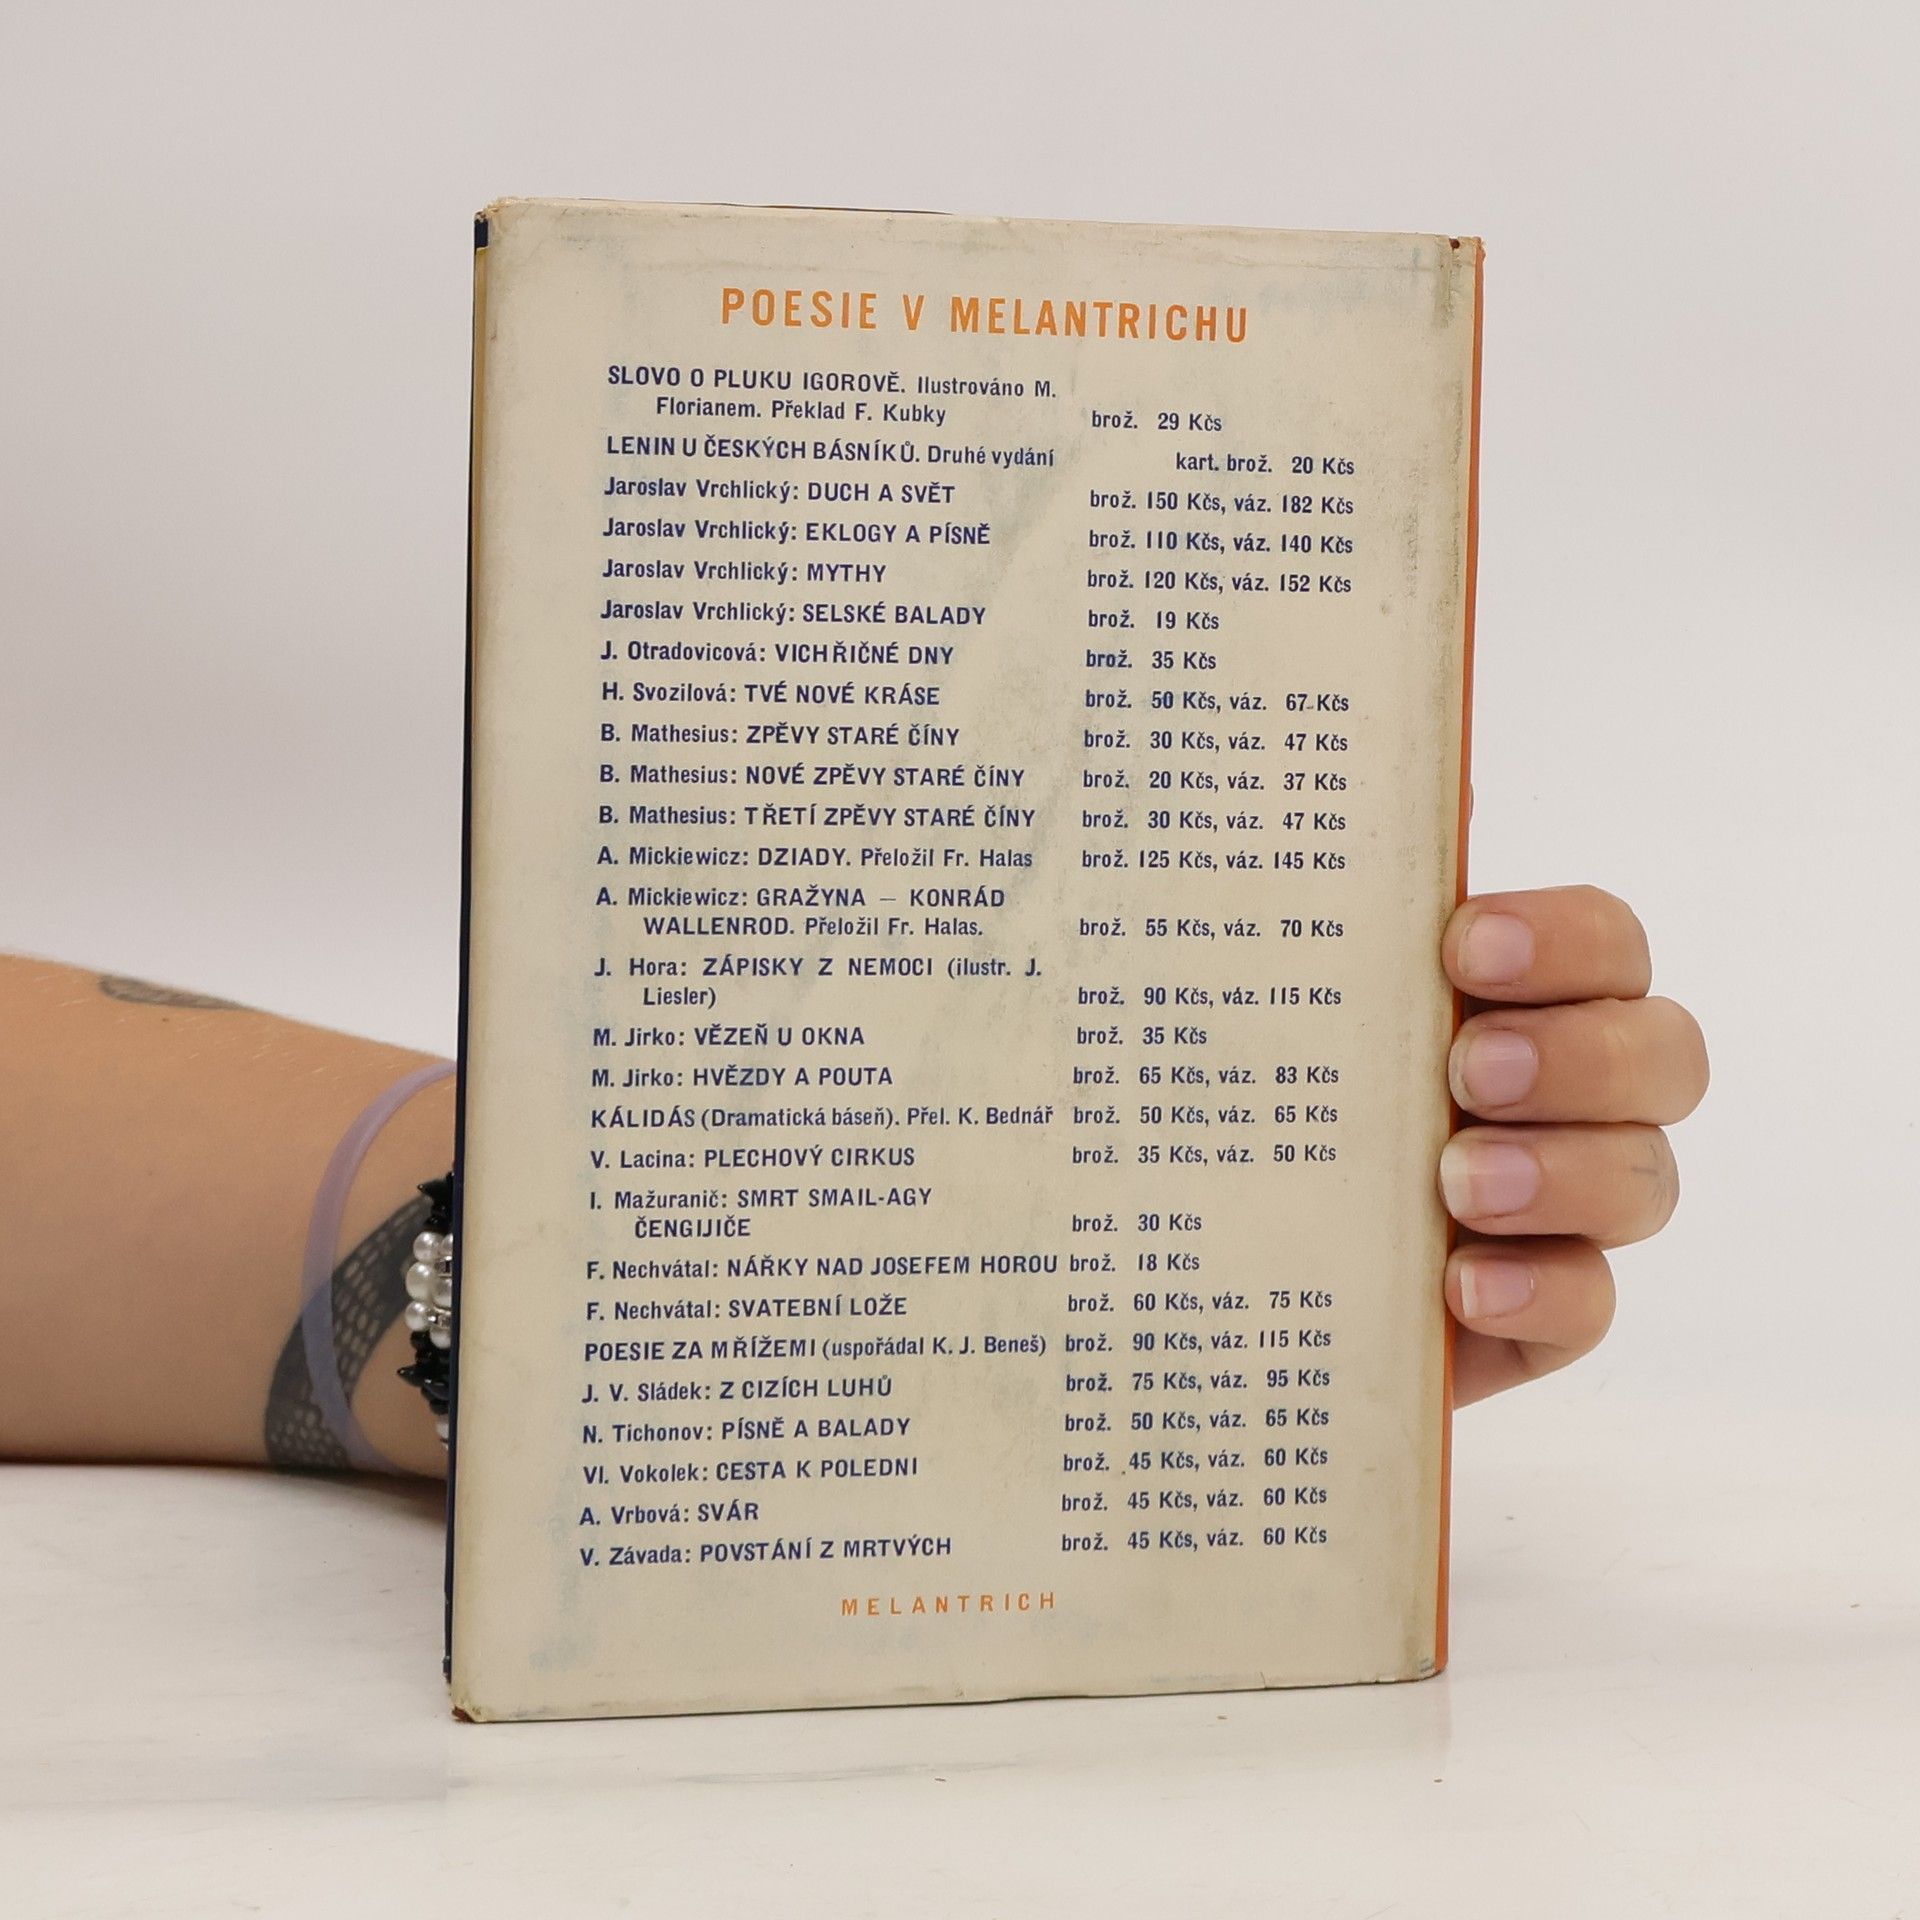 POESIE V MELANTRICHU
SLOVO O PLUKU IGOROVĚ. Ilustrováno M.
Florianem. Překlad F. Kubky brož. 29 Kčs
LENIN U ČESKÝCH BÁSNÍKŮ. Druhé vydání kart. brož. 20 Kčs
Jaroslav Vrchlický: DUCH A SVĚT brož. 150 Kčs, váz. 182 Kčs
Jaroslav Vrchlický: EKLOGY A PÍSNĚ brož. 110 Kčs, váz. 140 Kčs
Jaroslav Vrchlický: MYTHY brož. 120 Kčs, váz. 152 Kčs
Jaroslav Vrchlický: SELSKÉ BALADY brož. 19 Kčs
J. Otradovicová: VICHŘIČNÉ DNY brož. 35 Kčs
H. Svozilová: TVÉ NOVÉ KRÁSE brož. 50 Kčs, váz. 67 Kčs
B. Mathesius: ZPĚVY STARÉ ČÍNY brož. 30 Kčs, váz. 47 Kčs
B. Mathesius: NOVÉ ZPĚVY STARÉ ČÍNY brož. 20 Kčs, váz. 37 Kčs
B. Mathesius: TŘETÍ ZPĚVY STARÉ ČÍNY brož. 30 Kčs, váz. 47 Kčs
A. Mickiewicz: DZIADY. Přeložil Fr. Halas brož. 125 Kčs, váz. 145 Kčs
A. Mickiewicz: GRAŽYNA — KONRÁD
WALLENROD. Přeložil Fr. Halas. brož. 55 Kčs, váz. 70 Kčs
J. Hora: ZÁPISKY Z NEMOCI (ilustr. J.
Liesler) brož. 90 Kčs, váz. 115 Kčs
M. Jirko: VĚZEŇ U OKNA brož. 35 Kčs
M. Jirko: HVĚZDY A POUTA brož. 65 Kčs, váz. 83 Kčs
KÁLIDÁS (Dramatická báseň). Přel. K. Bednář brož. 50 Kčs, váz. 65 Kčs
V. Lacina: PLECHOVÝ CIRKUS brož. 35 Kčs, váz. 50 Kčs
I. Mažuranič: SMRT SMAIL-AGY
ČENGIJIČE brož. 30 Kčs
F. Nechvátal: NÁŘKY NAD JOSEFEM HOROU brož. 18 Kčs
F. Nechvátal: SVATEBNÍ LOŽE brož. 60 Kčs, váz. 75 Kčs
POESIE ZA MŘÍŽEMI (uspořádal K. J. Beneš) brož. 90 Kčs, váz. 115 Kčs
J. V. Sládek: Z CIZÍCH LUHŮ brož. 75 Kčs, váz. 95 Kčs
N. Tichonov: PÍSNĚ A BALADY brož. 50 Kčs, váz. 65 Kčs
Vl. Vokolek: CESTA K POLEDNI brož. 45 Kčs, váz. 60 Kčs
A. Vrbová: SVÁR brož. 45 Kčs, váz. 60 Kčs
V. Závada: POVSTÁNÍ Z MRTVÝCH brož. 45 Kčs, váz. 60 Kčs
MELANTRICH